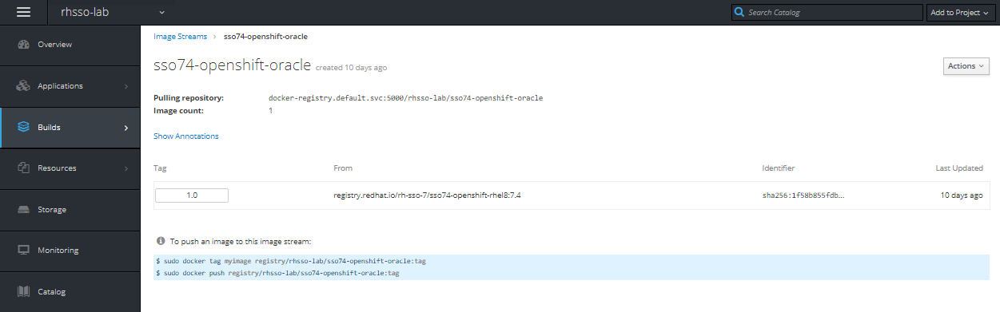 rhsso-lab
Search Catalog
Add to Project
Overview
Applications
Builds
Resources
Storage
Monitoring
Catalog
Image Streams › sso74-openshift-oracle
sso74-openshift-oracle created 10 days ago
Actions
Pulling repository: docker-registry.default.svc:5000/rhsso-lab/sso74-openshift-oracle
Image count: 1
Show Annotations
Tag From Identifier Last Updated
1.0 registry.redhat.io/rh-sso-7/sso74-openshift-rhel8:7.4 sha256:1f58b855fdb… 10 days ago
To push an image to this image stream:
$ sudo docker tag myimage registry/rhsso-lab/sso74-openshift-oracle:tag
$ sudo docker push registry/rhsso-lab/sso74-openshift-oracle:tag